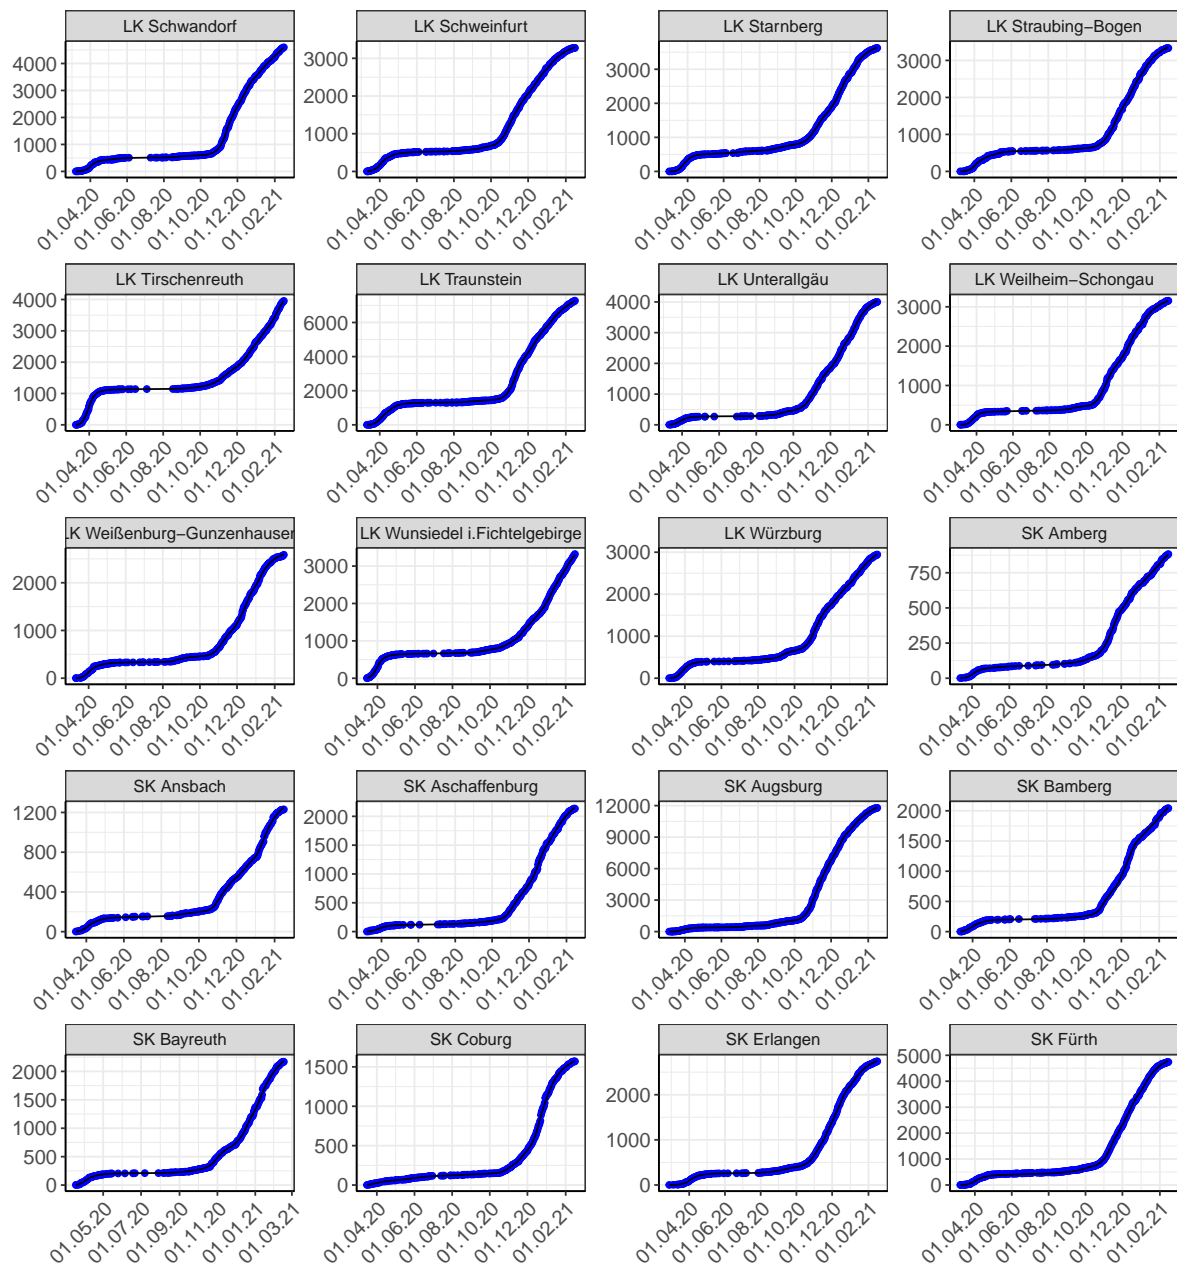 LK Schwandorf
4000
3000
2000
1000
0
01.04.20 01.06.20 01.08.20 01.10.20 01.12.20 01.02.21
LK Schweinfurt
3000
2000
1000
0
01.04.20 01.06.20 01.08.20 01.10.20 01.12.20 01.02.21
LK Starnberg
3000
2000
1000
0
01.04.20 01.06.20 01.08.20 01.10.20 01.12.20 01.02.21
LK Straubing−Bogen
3000
2000
1000
0
01.04.20 01.06.20 01.08.20 01.10.20 01.12.20 01.02.21
LK Tirschenreuth
4000
3000
2000
1000
0
01.04.20 01.06.20 01.08.20 01.10.20 01.12.20 01.02.21
LK Traunstein
6000
4000
2000
0
01.04.20 01.06.20 01.08.20 01.10.20 01.12.20 01.02.21
LK Unterallgäu
4000
3000
2000
1000
0
01.04.20 01.06.20 01.08.20 01.10.20 01.12.20 01.02.21
LK Weilheim−Schongau
3000
2000
1000
0
01.04.20 01.06.20 01.08.20 01.10.20 01.12.20 01.02.21
LK Weißenburg−Gunzenhausen
2000
1000
0
01.04.20 01.06.20 01.08.20 01.10.20 01.12.20 01.02.21
LK Wunsiedel i.Fichtelgebirge
3000
2000
1000
0
01.04.20 01.06.20 01.08.20 01.10.20 01.12.20 01.02.21
LK Würzburg
3000
2000
1000
0
01.04.20 01.06.20 01.08.20 01.10.20 01.12.20 01.02.21
SK Amberg
750
500
250
0
01.04.20 01.06.20 01.08.20 01.10.20 01.12.20 01.02.21
SK Ansbach
1200
800
400
0
01.04.20 01.06.20 01.08.20 01.10.20 01.12.20 01.02.21
SK Aschaffenburg
2000
1500
1000
500
0
01.04.20 01.06.20 01.08.20 01.10.20 01.12.20 01.02.21
SK Augsburg
12000
9000
6000
3000
0
01.04.20 01.06.20 01.08.20 01.10.20 01.12.20 01.02.21
SK Bamberg
2000
1500
1000
500
0
01.04.20 01.06.20 01.08.20 01.10.20 01.12.20 01.02.21
SK Bayreuth
2000
1500
1000
500
0
01.05.20 01.07.20 01.09.20 01.11.20 01.01.21 01.03.21
SK Coburg
1500
1000
500
0
01.04.20 01.06.20 01.08.20 01.10.20 01.12.20 01.02.21
SK Erlangen
2000
1000
0
01.04.20 01.06.20 01.08.20 01.10.20 01.12.20 01.02.21
SK Fürth
5000
4000
3000
2000
1000
0
01.04.20 01.06.20 01.08.20 01.10.20 01.12.20 01.02.21